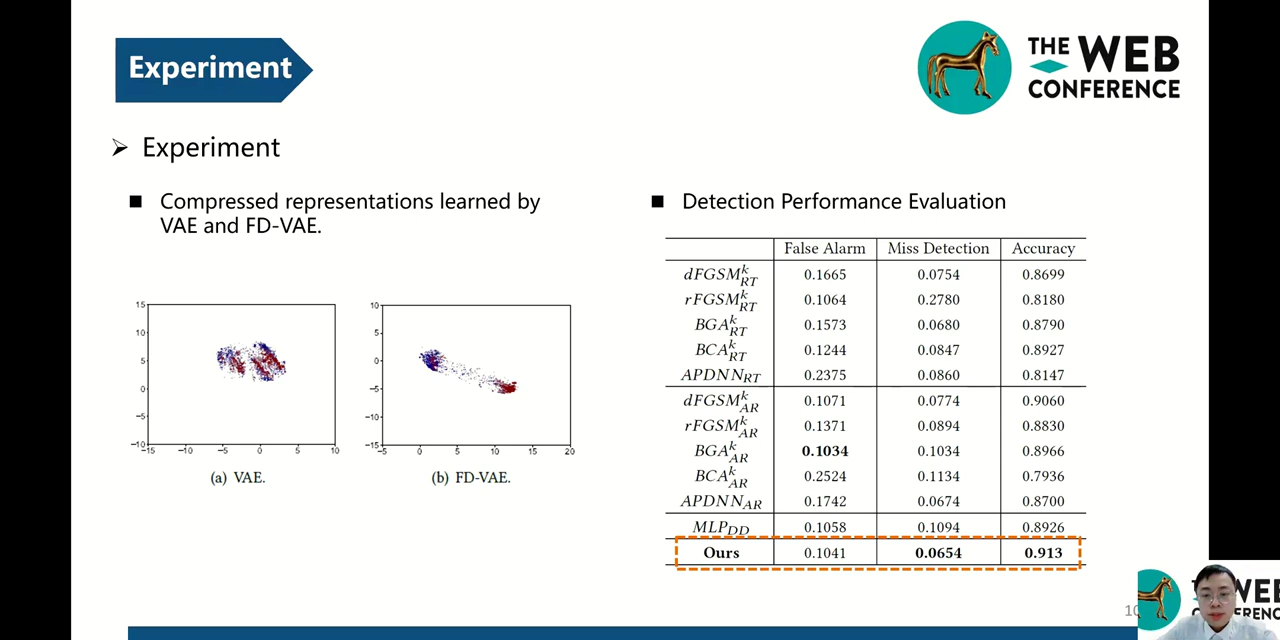 Experiment
THE WEB
CONFERENCE
➢ Experiment
■ Compressed representations learned by
VAE and FD-VAE.
15
10
5
0
−5
−10
−15 −10 −5 0 5 10
(a) VAE.
10
5
0
−5
−10
−15
−5 0 5 10 15 20
(b) FD-VAE.
■ Detection Performance Evaluation
False Alarm Miss Detection Accuracy
dFGSM^k_RT 0.1665 0.0754 0.8699
rFGSM^k_RT 0.1064 0.2780 0.8180
BGA^k_RT 0.1573 0.0680 0.8790
BCA^k_RT 0.1244 0.0847 0.8927
APDNN_RT 0.2375 0.0860 0.8147
dFGSM^k_AR 0.1071 0.0774 0.9060
rFGSM^k_AR 0.1371 0.0894 0.8830
BGA^k_AR 0.1034 0.1034 0.8966
BCA^k_AR 0.2524 0.1134 0.7936
APDNN_AR 0.1742 0.0674 0.8700
MLP_DD 0.1058 0.1094 0.8926
Ours 0.1041 0.0654 0.913